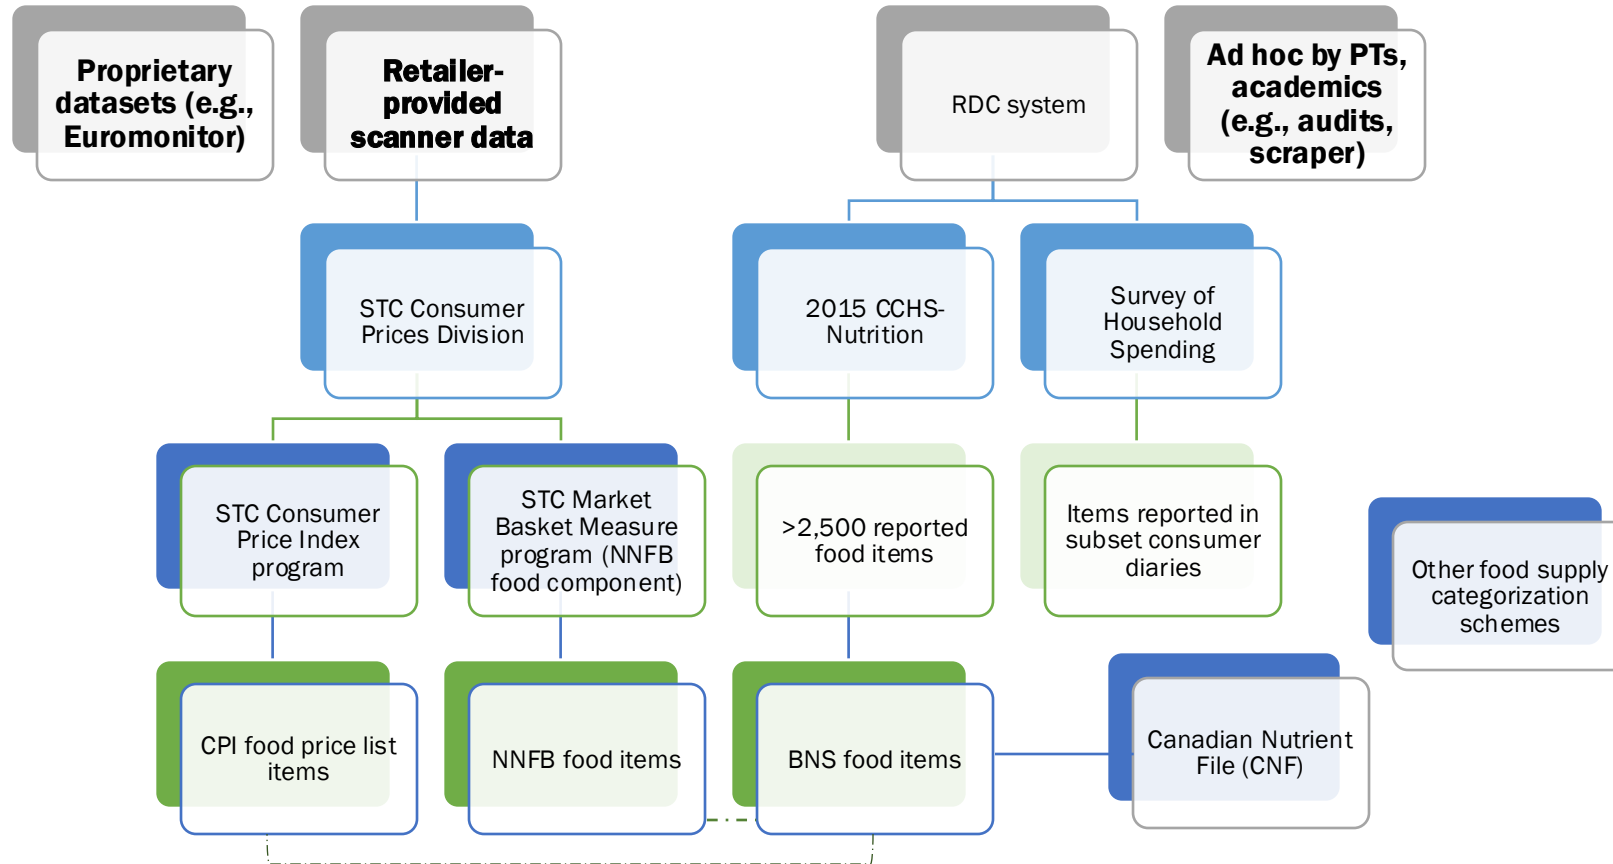 Proprietary
datasets (e.g.,
Euromonitor)
Retailer-
provided
scanner data
RDC system
Ad hoc by PTs,
academics
(e.g., audits,
scraper)
STC Consumer
Prices Division
2015 CCHS-
Nutrition
Survey of
Household
Spending
STC Consumer
Price Index
program
STC Market
Basket Measure
program (NNFB
food component)
>2,500 reported
food items
Items reported in
subset consumer
diaries
Other food supply
categorization
schemes
CPI food price list
items
NNFB food items
BNS food items
Canadian Nutrient
File (CNF)